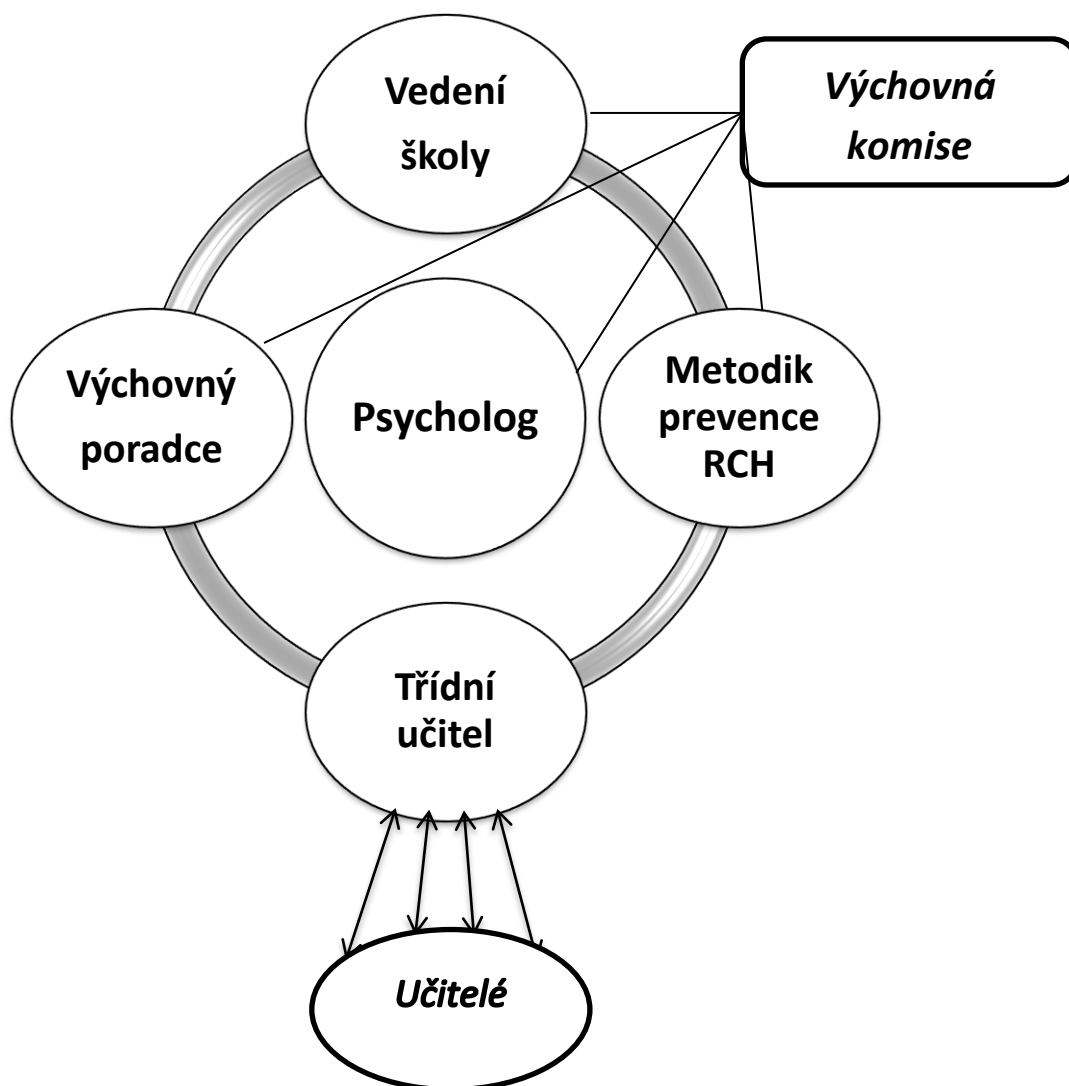 Vedení
školy
Výchovná
komise
Výchovný
poradce
Psycholog
Metodik
prevence
RCH
Třídní
učitel
Učitelé